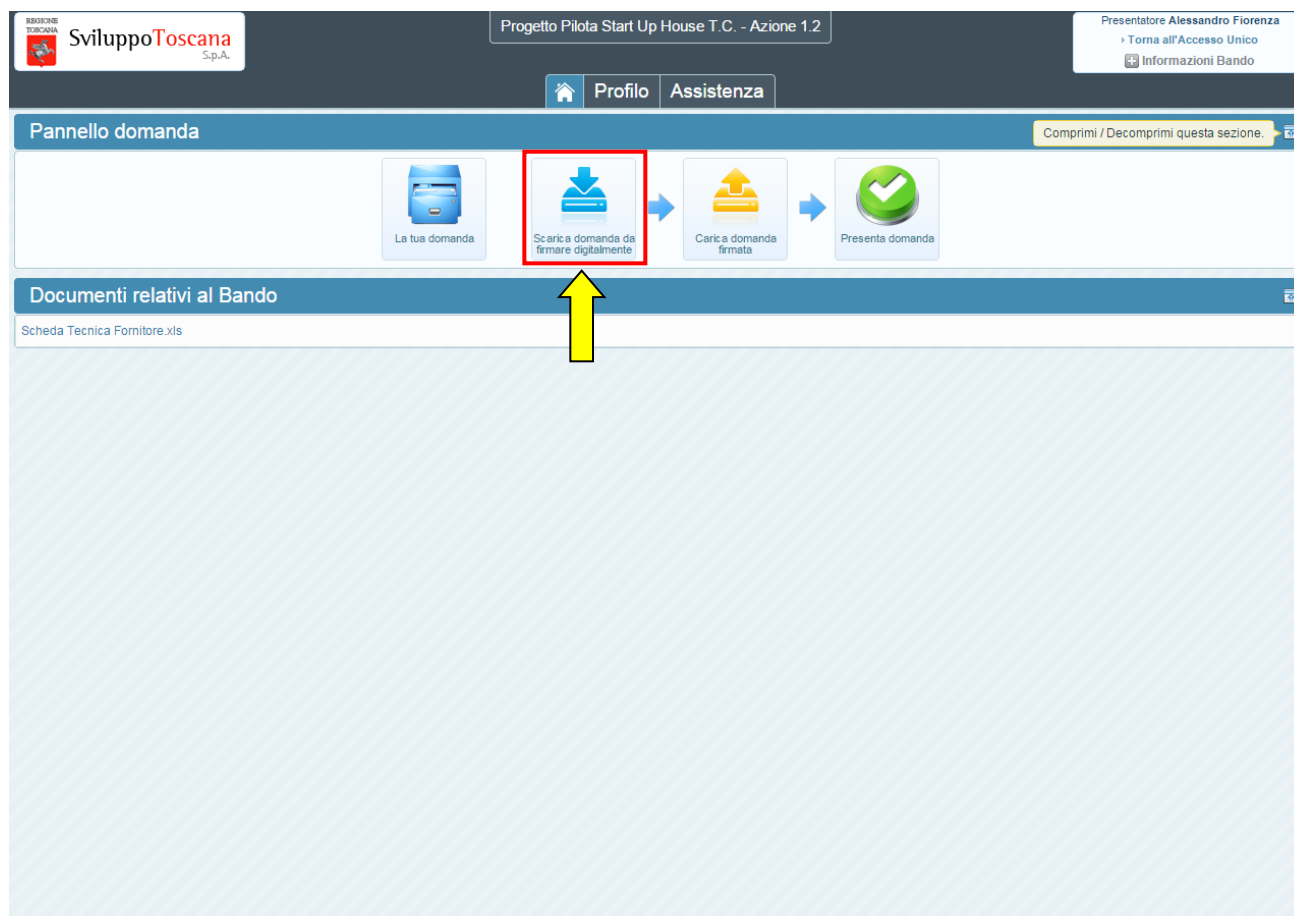 REGIONE
TOSCANA
SviluppoToscana
S.p.A.
Progetto Pilota Start Up House T.C. - Azione 1.2
Presentatore Alessandro Fiorenza
› Torna all'Accesso Unico
Informazioni Bando
Profilo Assistenza
Pannello domanda
Comprimi / Decomprimi questa sezione.
La tua domanda
Scarica domanda da
firmare digitalmente
Carica domanda
firmata
Presenta domanda
Documenti relativi al Bando
Scheda Tecnica Fornitore.xls